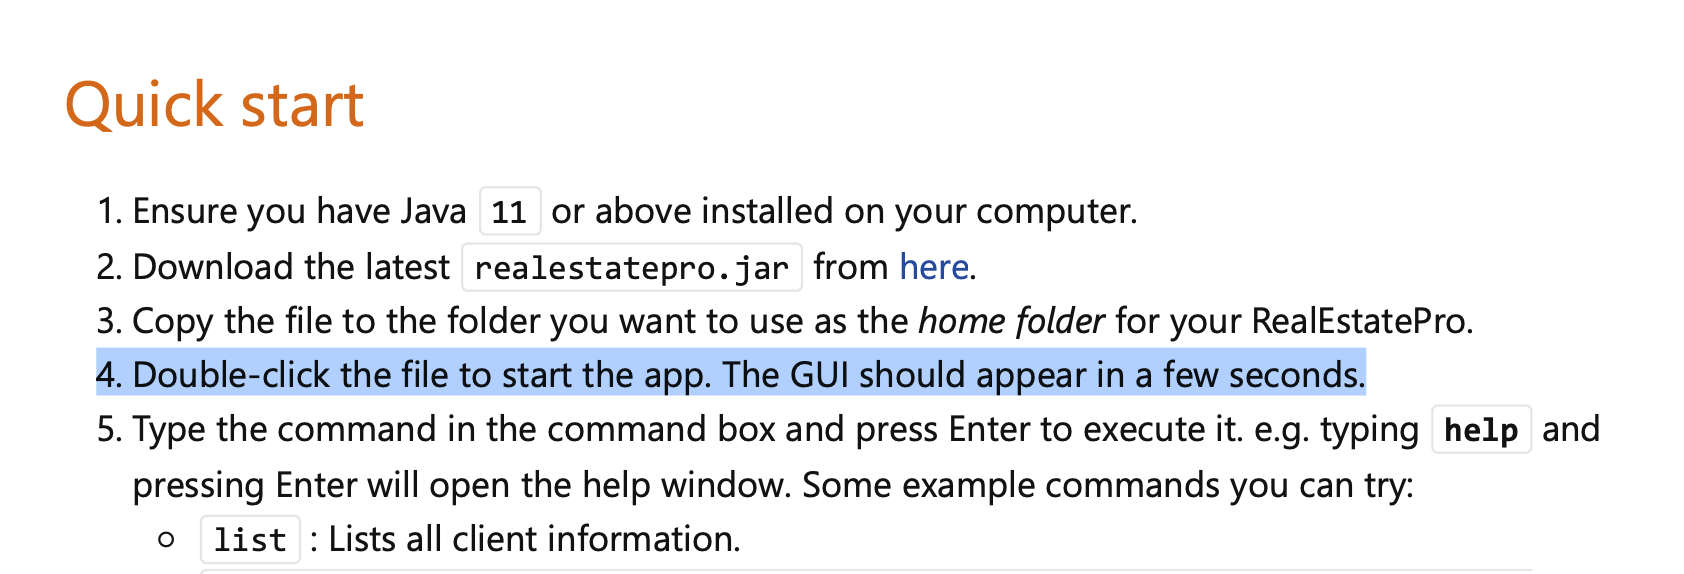 Quick start
1. Ensure you have Java 11 or above installed on your computer.
2. Download the latest realestatepro.jar from here.
3. Copy the file to the folder you want to use as the home folder for your RealEstatePro.
4. Double-click the file to start the app. The GUI should appear in a few seconds.
5. Type the command in the command box and press Enter to execute it. e.g. typing help and
pressing Enter will open the help window. Some example commands you can try:
○ list : Lists all client information.